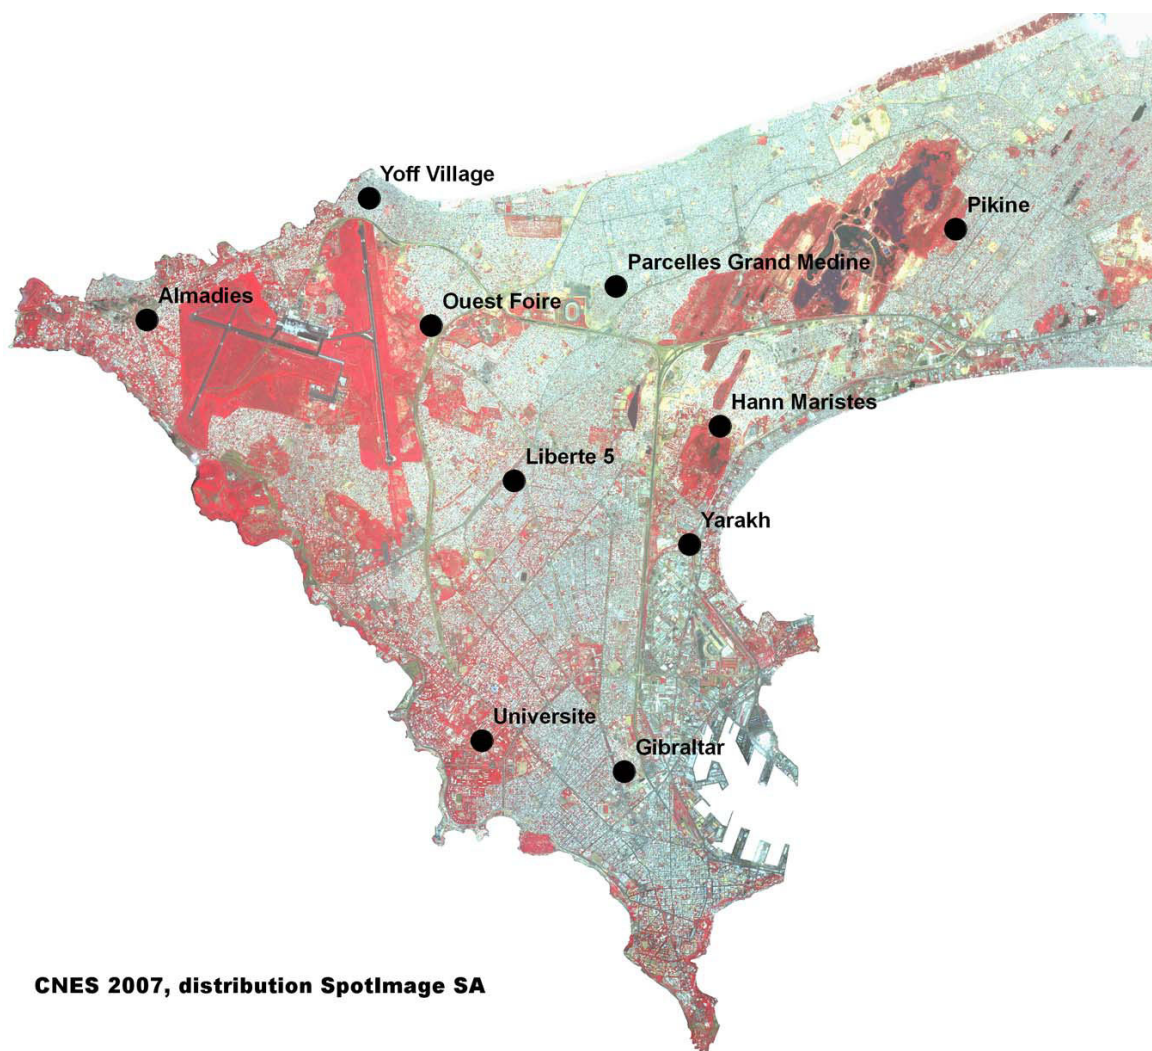 Yoff Village
Pikine
Parcelles Grand Medine
Almadies
Ouest Foire
Hann Maristes
Liberte 5
Yarakh
Universite
Gibraltar
CNES 2007, distribution SpotImage SA